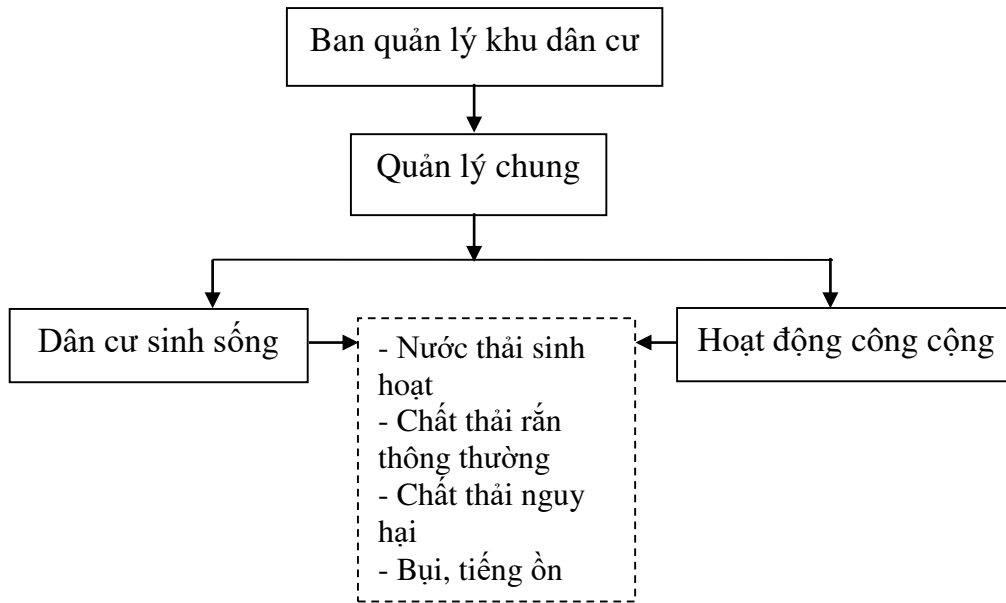 Ban quản lý khu dân cư
Quản lý chung
Dân cư sinh sống
- Nước thải sinh
hoạt
- Chất thải rắn
thông thường
- Chất thải nguy
hại
- Bụi, tiếng ồn
Hoạt động công cộng